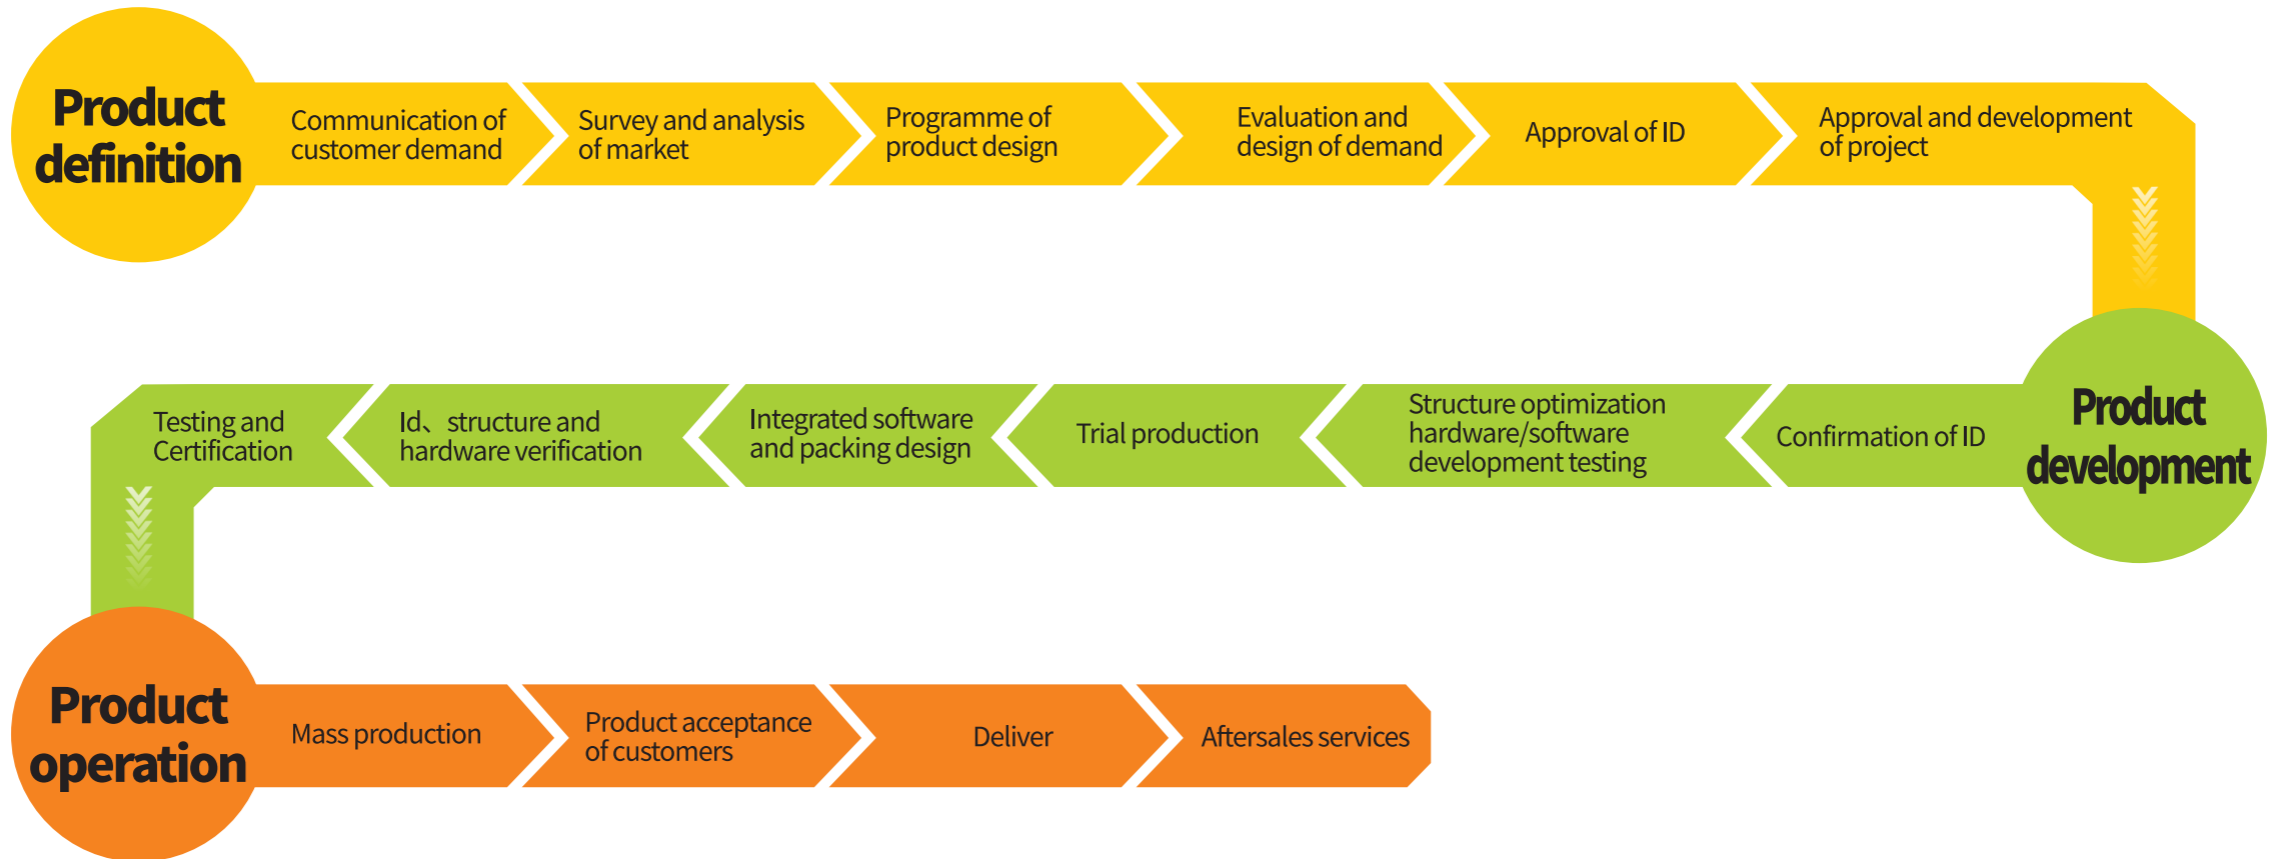 Product
definition
Communication of
customer demand
Survey and analysis
of market
Programme of
product design
Evaluation and
design of demand
Approval of ID
Approval and development
of project
Product
development
Confirmation of ID
Structure optimization
hardware/software
development testing
Trial production
Integrated software
and packing design
Id、structure and
hardware verification
Testing and
Certification
Product
operation
Mass production
Product acceptance
of customers
Deliver
Aftersales services